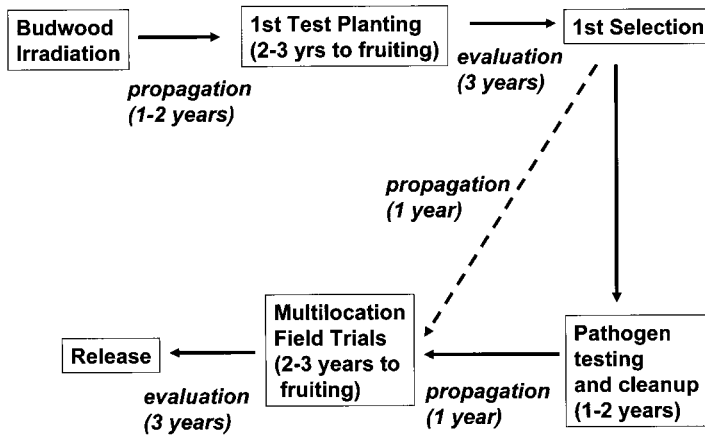 Budwood
Irradiation
propagation
(1-2 years)
1st Test Planting
(2-3 yrs to fruiting)
evaluation
(3 years)
1st Selection
propagation
(1 year)
Pathogen
testing
and cleanup
(1-2 years)
propagation
(1 year)
Multilocation
Field Trials
(2-3 years to
fruiting)
evaluation
(3 years)
Release